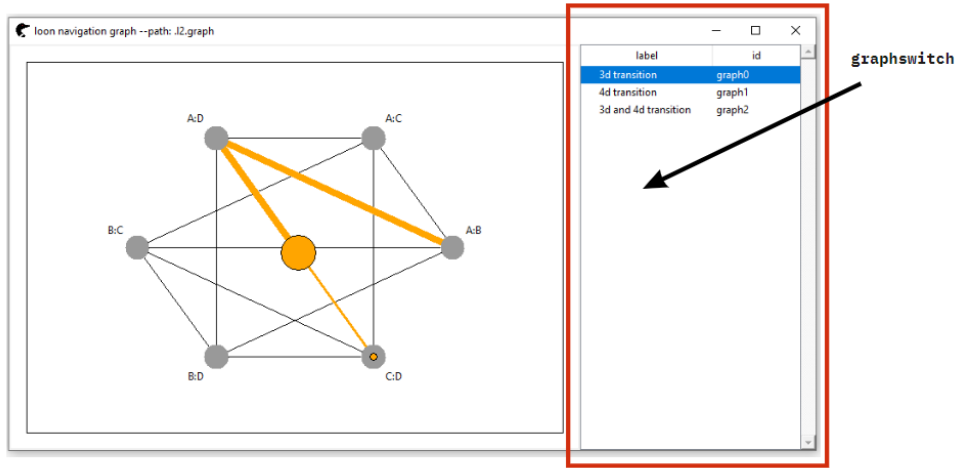 loon navigation graph --path: .l2.graph
label id
3d transition graph0
4d transition graph1
3d and 4d transition graph2
graphswitch
A:D A:C
B:C A:B
B:D C:D